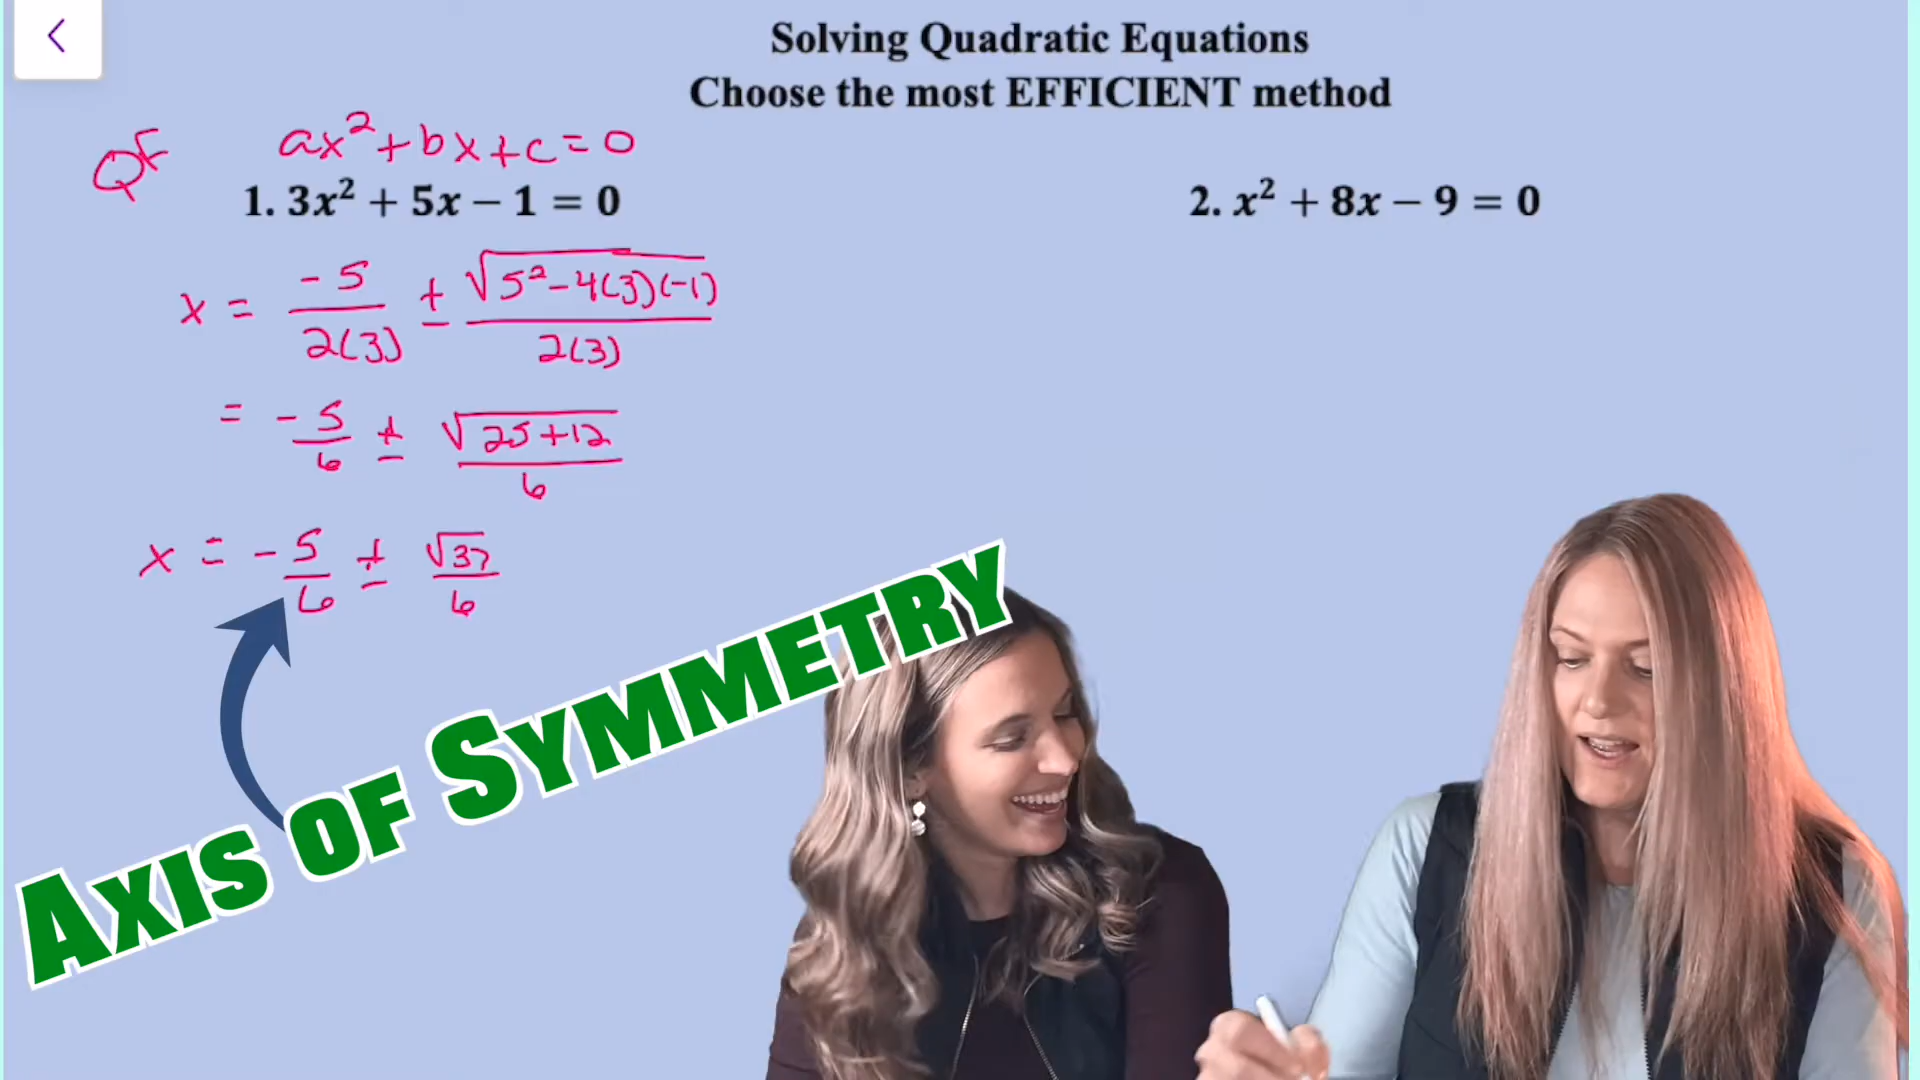 Solving Quadratic Equations
Choose the most EFFICIENT method
QF ax² + bx + c = 0
1. 3x² + 5x − 1 = 0
x = -5/2(3) ± √(5²-4(3)(-1))/2(3)
= -5/6 ± √(25+12)/6
x = -5/6 ± √37/6
AXIS OF SYMMETRY
2. x² + 8x − 9 = 0